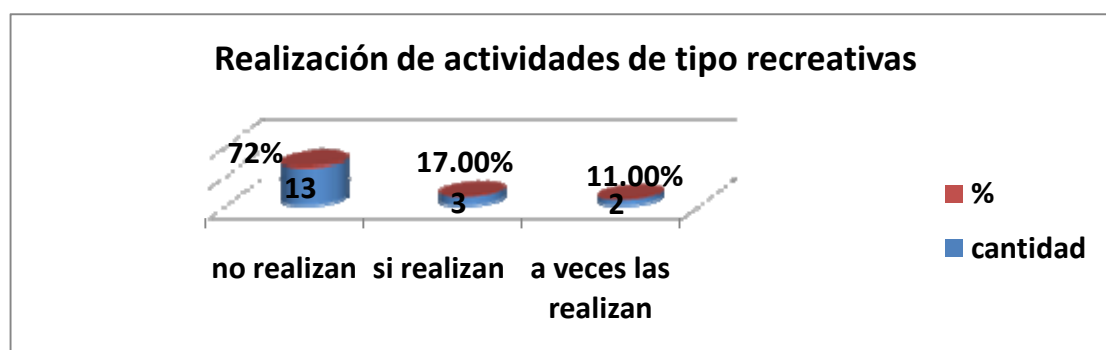 Realización de actividades de tipo recreativas
72%
13
17.00%
3
11.00%
2
no realizan
si realizan
a veces las
realizan
%
cantidad